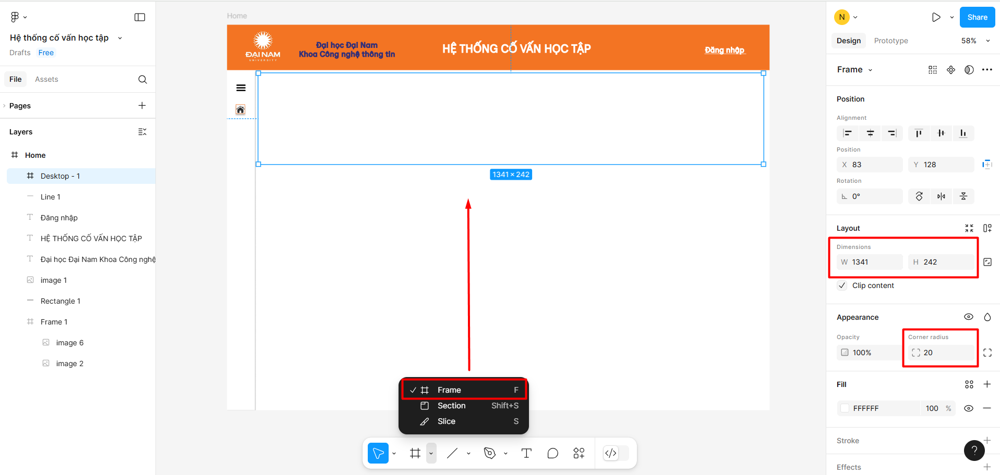 Hệ thống cố vấn học tập
Drafts Free
File Assets
Pages
Layers
Home
Desktop - 1
Line 1
Đăng nhập
HỆ THỐNG CỐ VẤN HỌC TẬP
Đại học Đại Nam Khoa Công nghệ
image 1
Rectangle 1
Frame 1
image 6
image 2
Home
ĐẠI NAM
UNIVERSITY
Đại học Đại Nam
Khoa Công nghệ thông tin
HỆ THỐNG CỐ VẤN HỌC TẬP
Đăng nhập
1341 × 242
Frame F
Section Shift+S
Slice S
N
Share
Design Prototype 58%
Frame
Position
Alignment
Position
X 83 Y 128
Rotation
0°
Layout
Dimensions
W 1341 H 242
Clip content
Appearance
Opacity Corner radius
100% 20
Fill
FFFFFF 100 %
Stroke
?
Effects